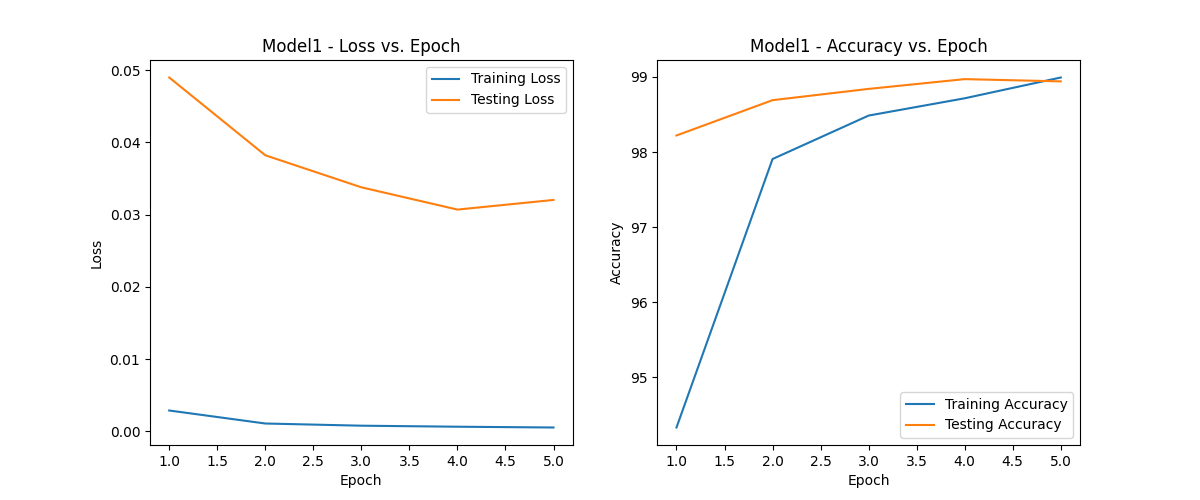 Model1 - Loss vs. Epoch
0.05
0.04
0.03
0.02
0.01
0.00
Loss
1.0 1.5 2.0 2.5 3.0 3.5 4.0 4.5 5.0
Epoch
Training Loss
Testing Loss
Model1 - Accuracy vs. Epoch
99
98
97
96
95
Accuracy
1.0 1.5 2.0 2.5 3.0 3.5 4.0 4.5 5.0
Epoch
Training Accuracy
Testing Accuracy